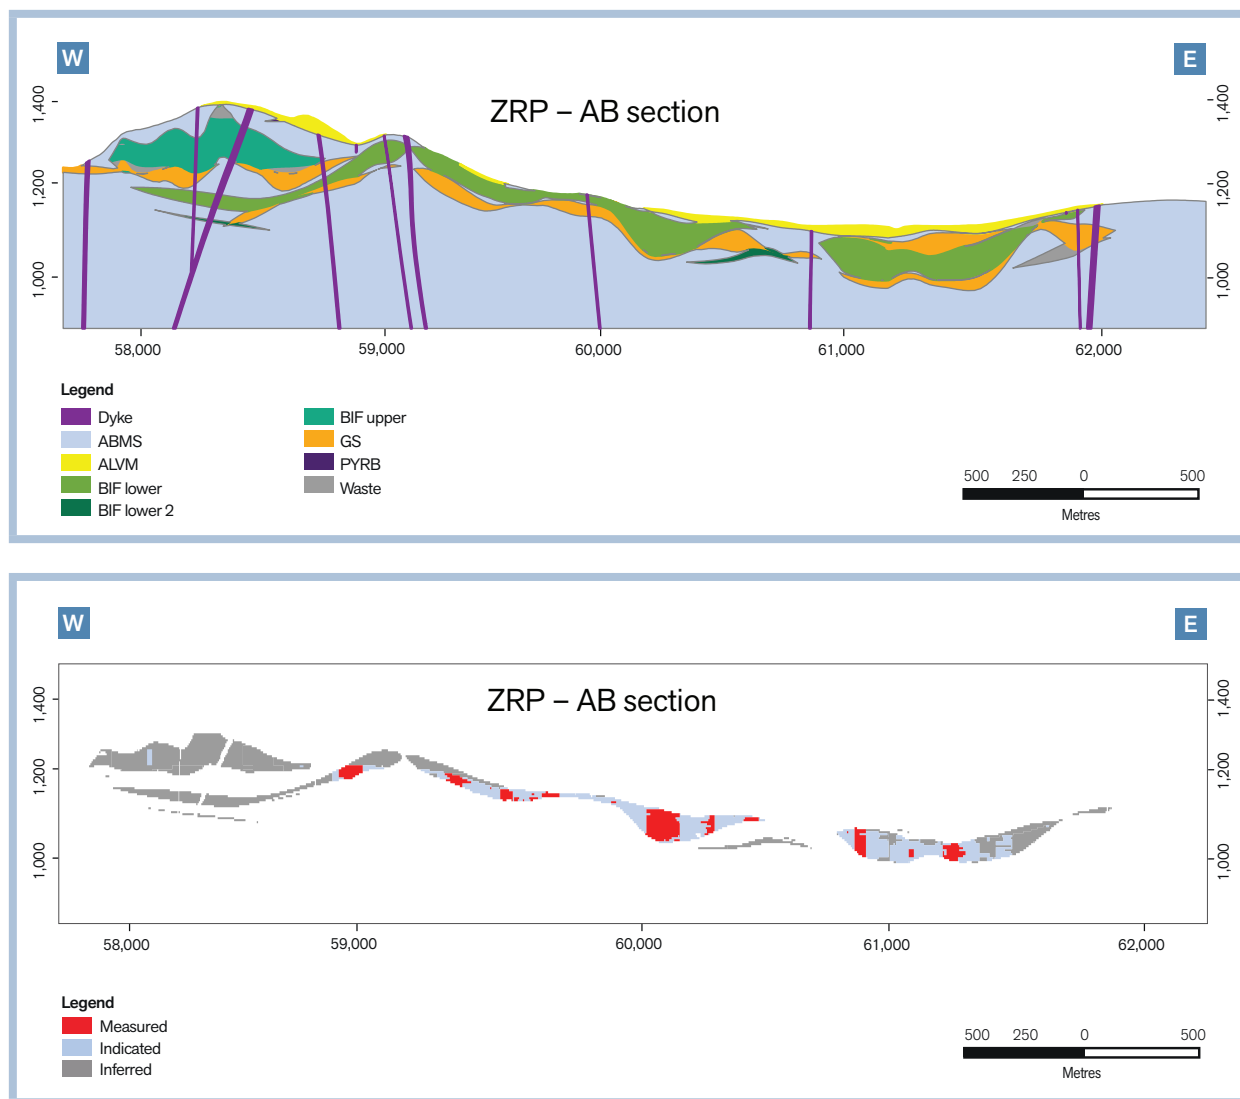 W
E
ZRP – AB section
1,400
1,200
1,000
1,400
1,200
1,000
58,000
59,000
60,000
61,000
62,000
Legend
Dyke
ABMS
ALVM
BIF lower
BIF lower 2
BIF upper
GS
PYRB
Waste
500 250 0 500
Metres
W
E
ZRP – AB section
1,400
1,200
1,000
1,400
1,200
1,000
58,000
59,000
60,000
61,000
62,000
Legend
Measured
Indicated
Inferred
500 250 0 500
Metres